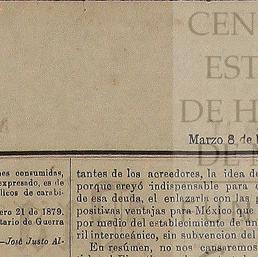 CEN
EST
DE H
DE
Marzo 8 de
nes consumidas,
expresado, es de
licos de carabi-
ero 21 de 1879.
tario de Guerra
—José Justo Al-
tantes de los acreedores, la idea de
porque creyó indispensable para
de esa deuda, el enlazarla con las
positivas ventajas para México que
por medio del establecimiento de un
ril interoceánico, sin subvencion del
En resúmen, no nos cansaremos